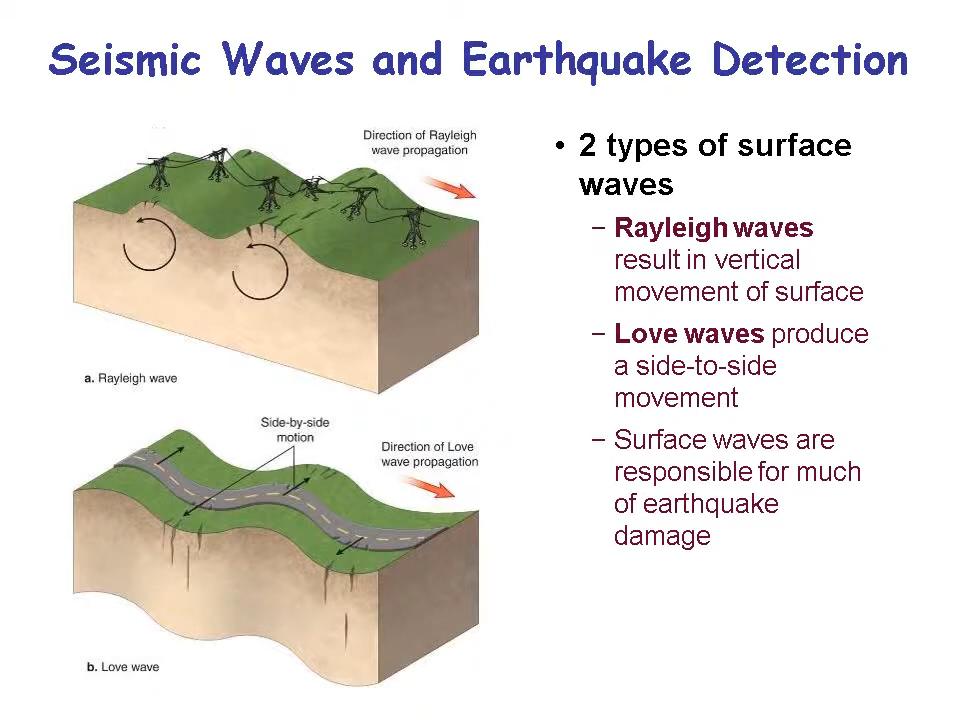 Seismic Waves and Earthquake Detection
Direction of Rayleigh
wave propagation
a. Rayleigh wave
Side-by-side
motion
Direction of Love
wave propagation
b. Love wave
• 2 types of surface
waves
– Rayleigh waves
result in vertical
movement of surface
– Love waves produce
a side-to-side
movement
– Surface waves are
responsible for much
of earthquake
damage